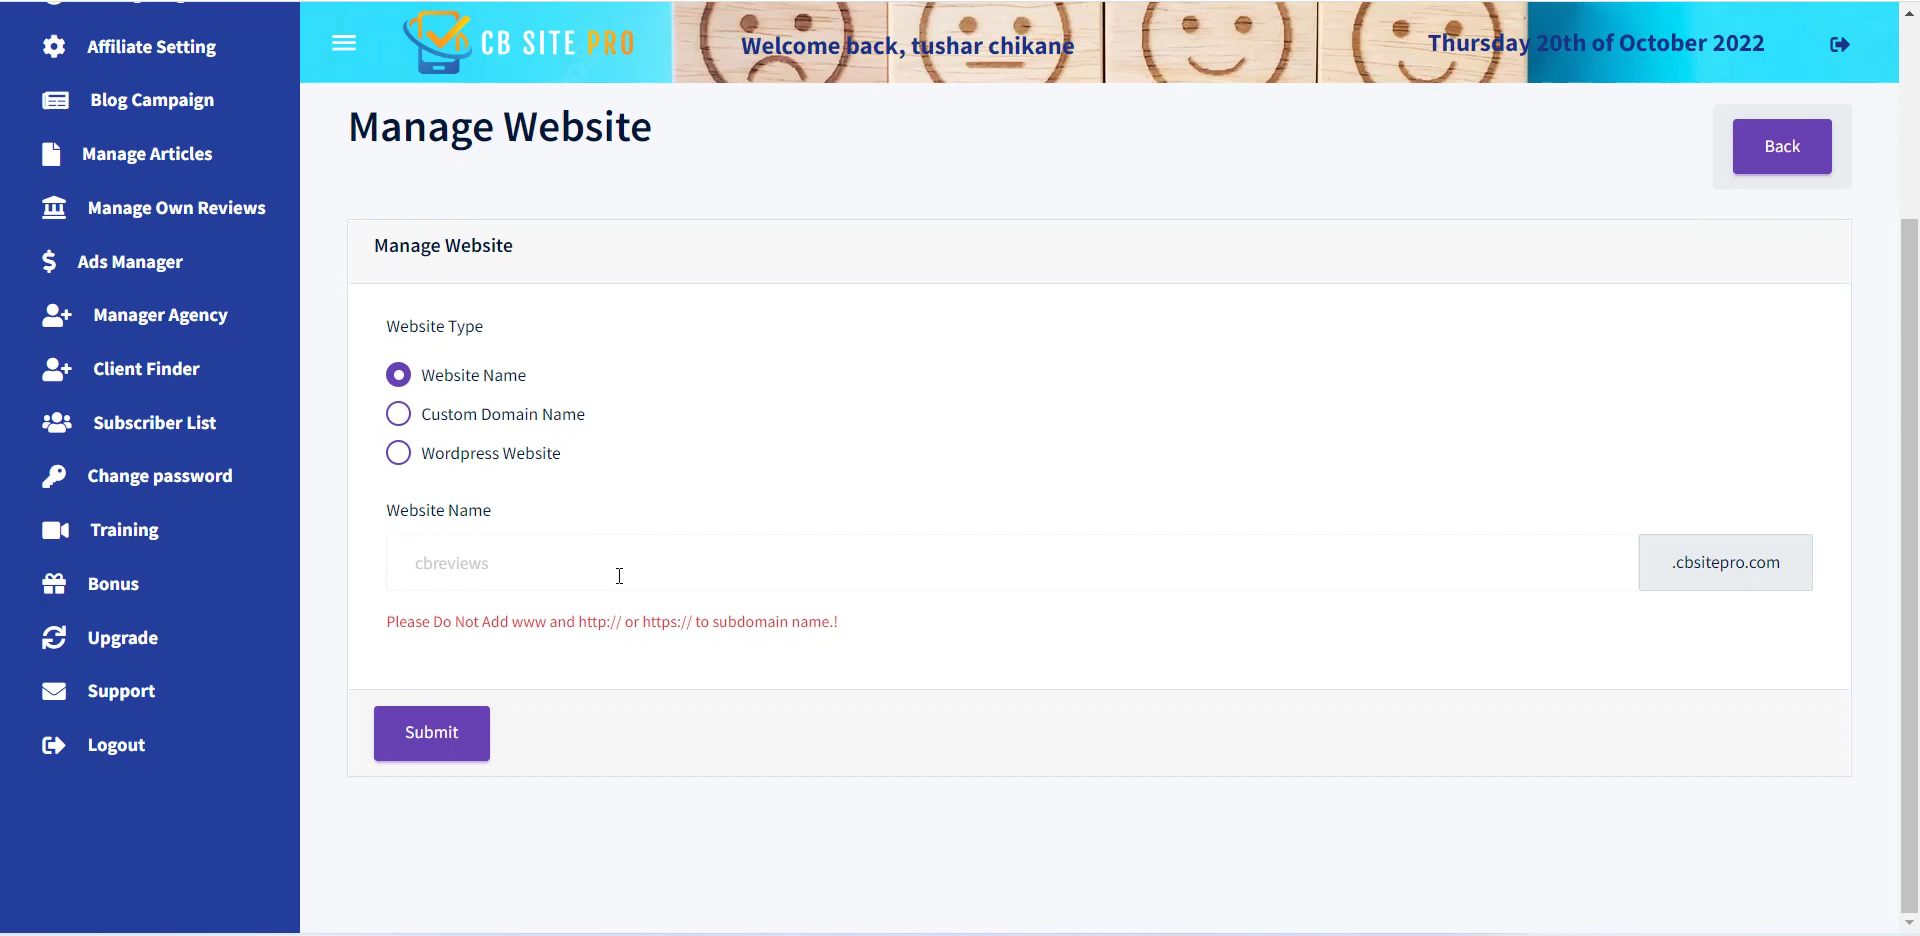 Affiliate Setting
Blog Campaign
Manage Articles
Manage Own Reviews
Ads Manager
Manager Agency
Client Finder
Subscriber List
Change password
Training
Bonus
Upgrade
Support
Logout
CB SITE PRO
Welcome back, tushar chikane
Thursday 20th of October 2022
Manage Website
Back
Manage Website
Website Type
Website Name
Custom Domain Name
Wordpress Website
Website Name
cbreviews
.cbsitepro.com
Please Do Not Add www and http:// or https:// to subdomain name.!
Submit